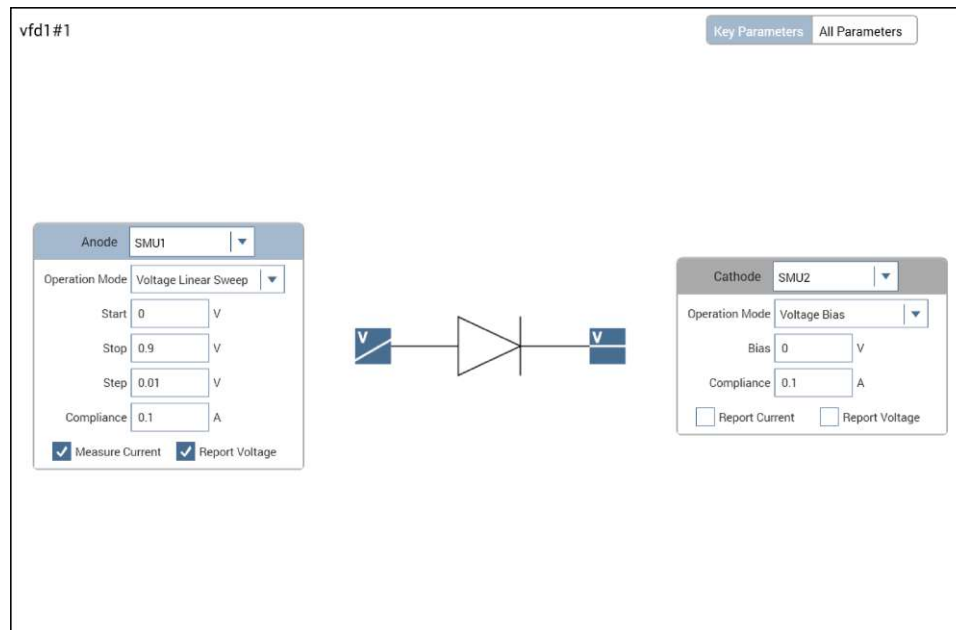 vfd1#1
Key Parameters All Parameters
Anode SMU1
Operation Mode Voltage Linear Sweep
Start 0 V
Stop 0.9 V
Step 0.01 V
Compliance 0.1 A
Measure Current Report Voltage
V
V
Cathode SMU2
Operation Mode Voltage Bias
Bias 0 V
Compliance 0.1 A
Report Current Report Voltage